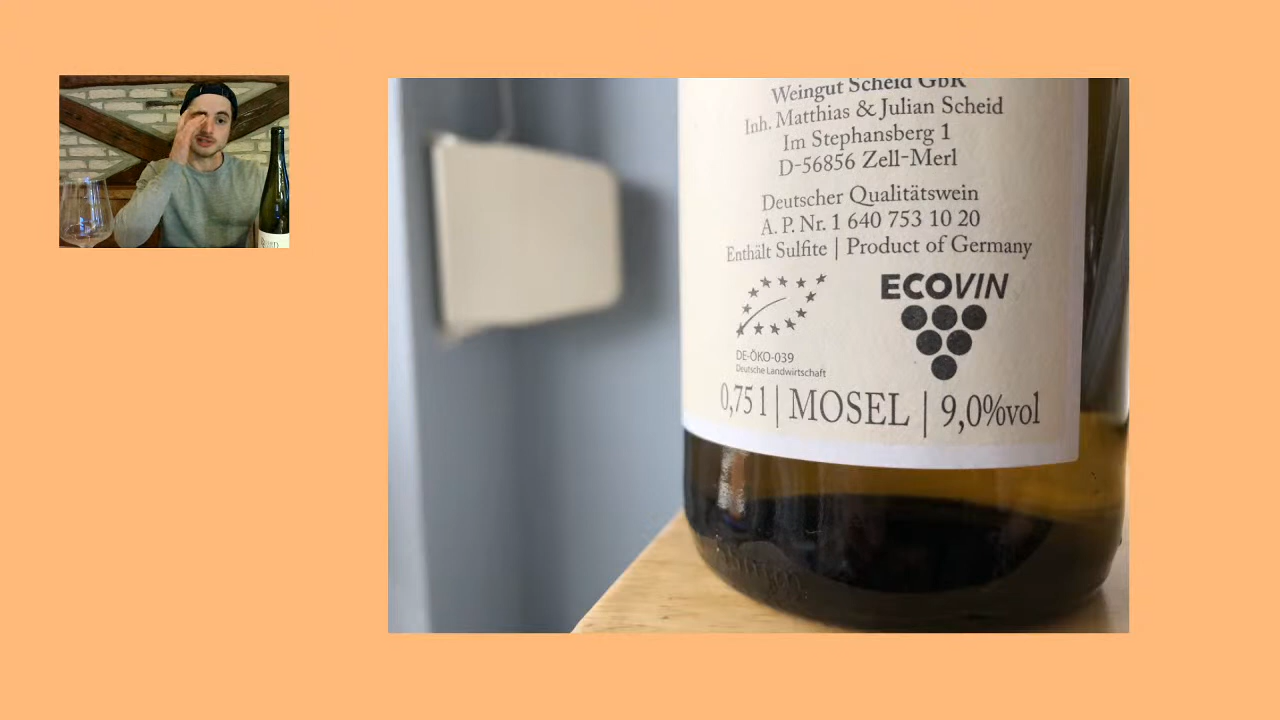 Weingut Scheid GbR
Inh. Matthias & Julian Scheid
Im Stephansberg 1
D-56856 Zell-Merl
Deutscher Qualitätswein
A. P. Nr. 1 640 753 10 20
Enthält Sulfite | Product of Germany
ECOVIN
DE-ÖKO-039
Deutsche Landwirtschaft
0,75 l | MOSEL | 9,0%vol